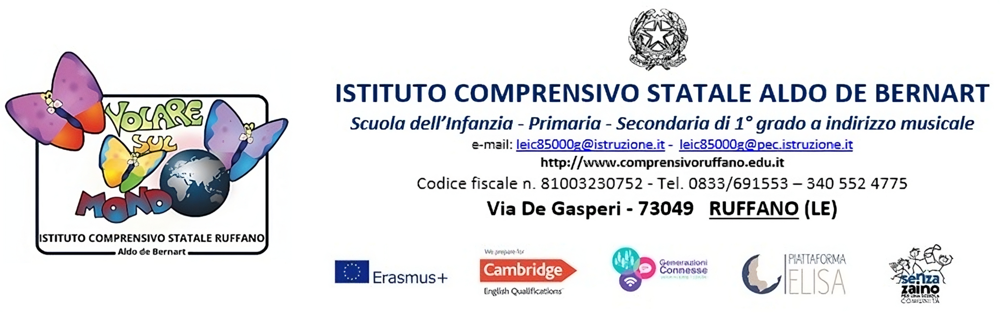 VOLARE
SUL
MONDO
ISTITUTO COMPRENSIVO STATALE RUFFANO
Aldo de Bernart
ISTITUTO COMPRENSIVO STATALE ALDO DE BERNART
Scuola dell'Infanzia - Primaria - Secondaria di 1° grado a indirizzo musicale
e-mail: leic85000g@istruzione.it - leic85000g@pec.istruzione.it
http://www.comprensivoruffano.edu.it
Codice fiscale n. 81003230752 - Tel. 0833/691553 – 340 552 4775
Via De Gasperi - 73049 RUFFANO (LE)
Erasmus+
We prepare for
Cambridge
English Qualifications
Generazioni
Connesse
PIATTAFORMA
ELISA
senza
zaino